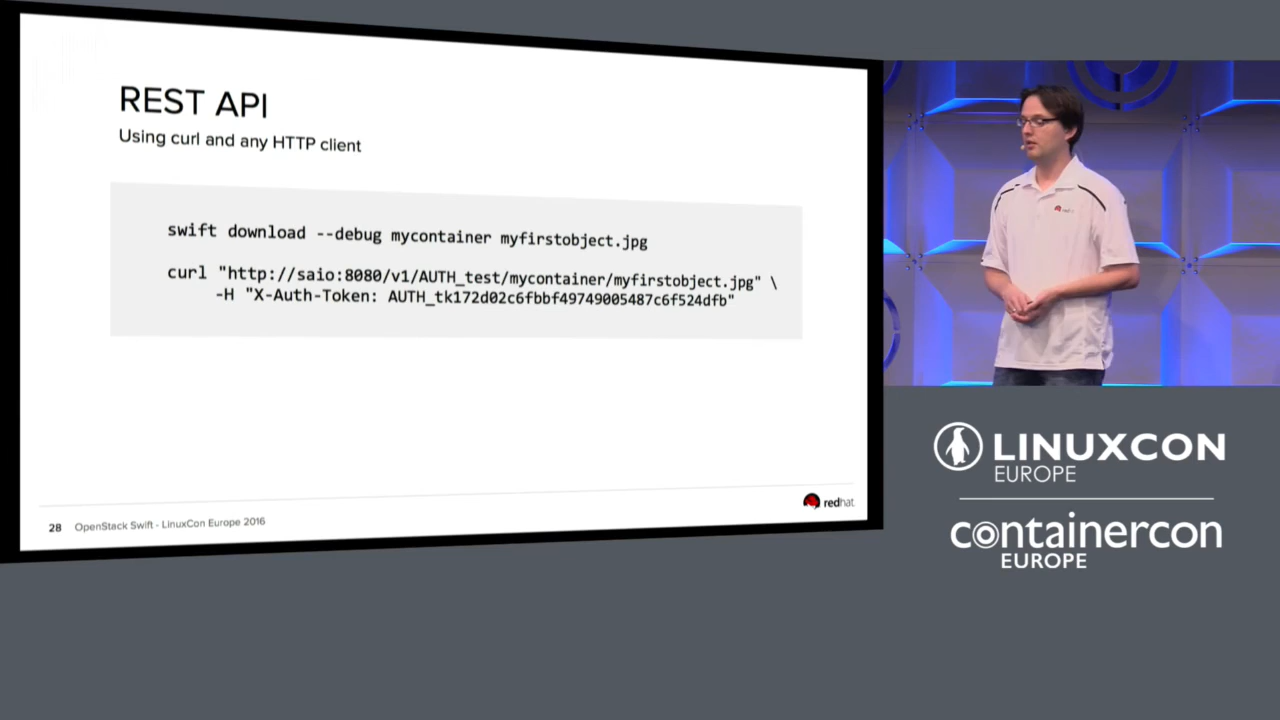 REST API
Using curl and any HTTP client
swift download --debug mycontainer myfirstobject.jpg
curl "http://saio:8080/v1/AUTH_test/mycontainer/myfirstobject.jpg" \
-H "X-Auth-Token: AUTH_tk172d02c6fbbf49749005487c6f524dfb"
redhat
28 OpenStack Swift - LinuxCon Europe 2016
LINUXCON
EUROPE
containercon
EUROPE